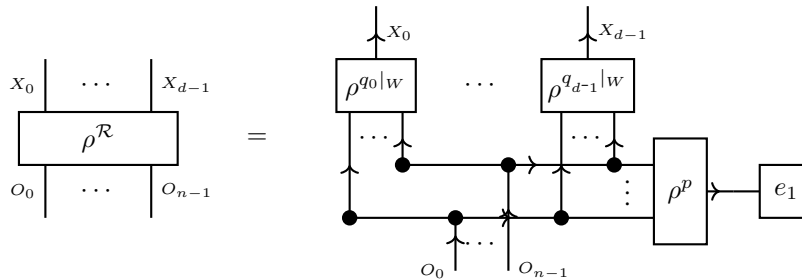 X_0 ⋯ X_{d−1}
ρ^ℛ
O_0 ⋯ O_{n−1}
=
X_0 X_{d−1}
ρ^{q_0|_W} ⋯ ρ^{q_{d-1}|_W}
⋯ ⋯
⋮ ρ^p e_1
⋯
O_0 O_{n−1}